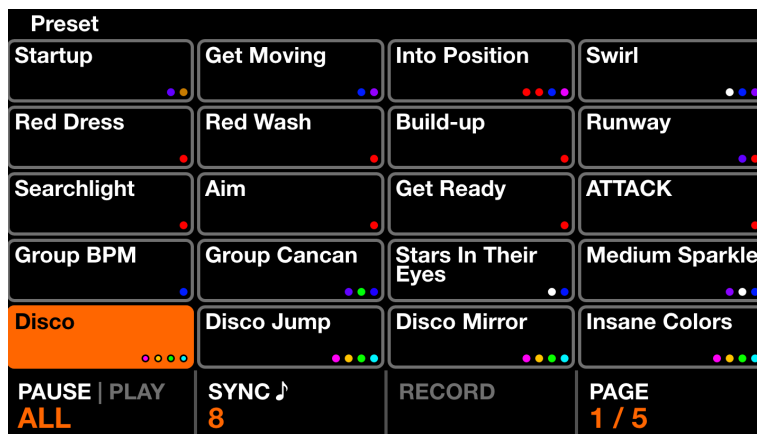 Preset
Startup
Get Moving
Into Position
Swirl
Red Dress
Red Wash
Build-up
Runway
Searchlight
Aim
Get Ready
ATTACK
Group BPM
Group Cancan
Stars In Their
Eyes
Medium Sparkle
Disco
Disco Jump
Disco Mirror
Insane Colors
PAUSE | PLAY
ALL
SYNC ♪
8
RECORD
PAGE
1 / 5